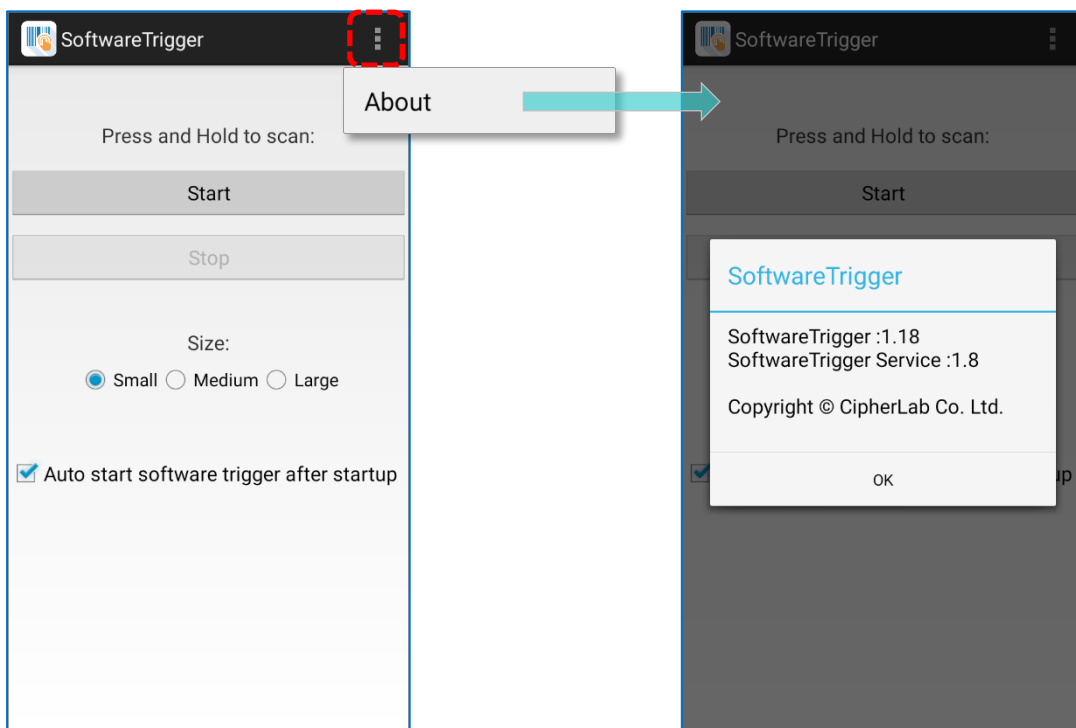 SoftwareTrigger
About
Press and Hold to scan:
Start
Stop
Size:
Small Medium Large
Auto start software trigger after startup
SoftwareTrigger
Press and Hold to scan:
Start
SoftwareTrigger
SoftwareTrigger :1.18
SoftwareTrigger Service :1.8
Copyright © CipherLab Co. Ltd.
OK
up